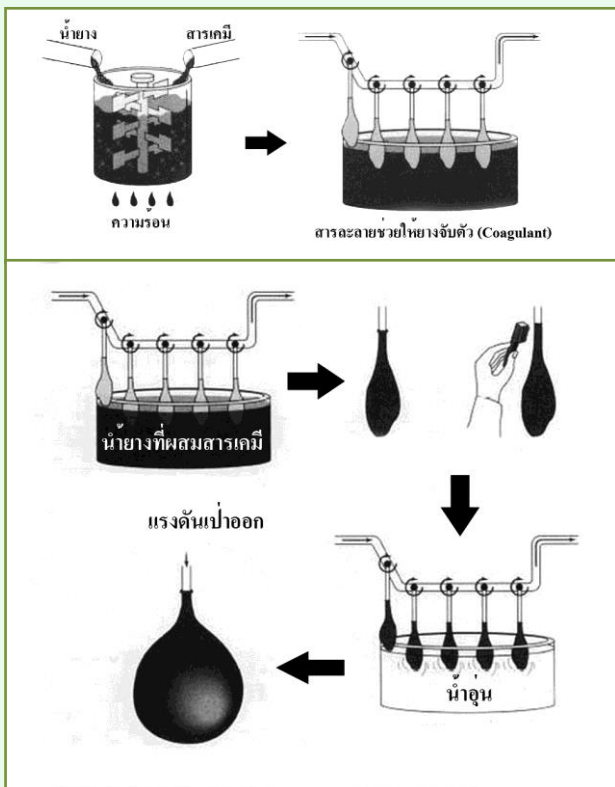 น้ำยาง
สารเคมี
ความร้อน
สารละลายช่วยให้ยางจับตัว (Coagulant)
น้ำยางที่ผสมสารเคมี
แรงดันเป่าออก
น้ำอุ่น